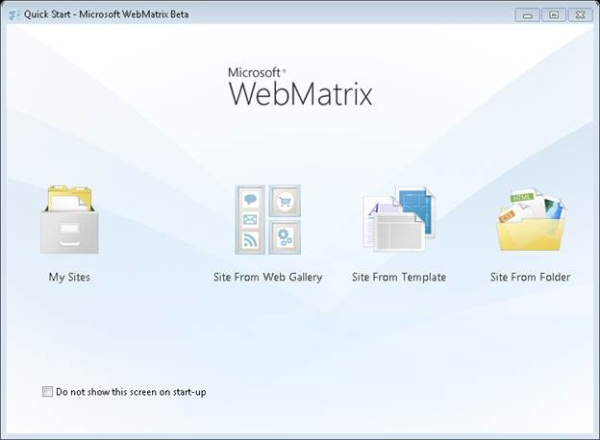 Quick Start - Microsoft WebMatrix Beta
Microsoft®
WebMatrix
HTML
My Sites
Site From Web Gallery
Site From Template
Site From Folder
Do not show this screen on start-up